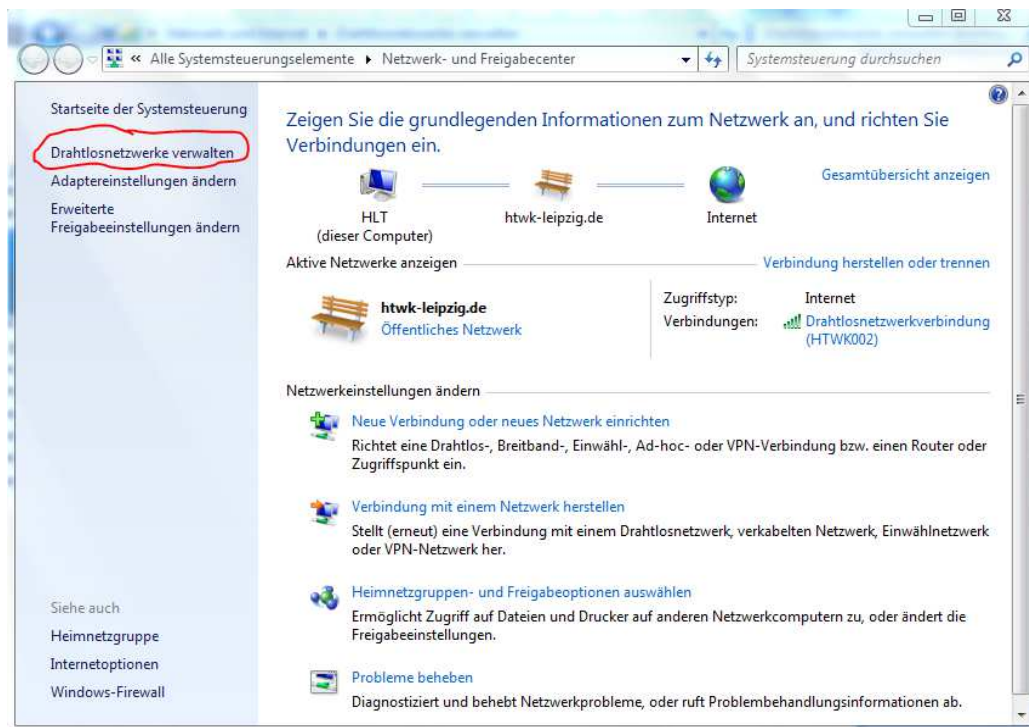 « Alle Systemsteuerungselemente ▸ Netzwerk- und Freigabecenter
Systemsteuerung durchsuchen
Startseite der Systemsteuerung
Drahtlosnetzwerke verwalten
Adaptereinstellungen ändern
Erweiterte
Freigabeeinstellungen ändern
Siehe auch
Heimnetzgruppe
Internetoptionen
Windows-Firewall
Zeigen Sie die grundlegenden Informationen zum Netzwerk an, und richten Sie
Verbindungen ein.
Gesamtübersicht anzeigen
HLT
(dieser Computer)
htwk-leipzig.de
Internet
Aktive Netzwerke anzeigen
Verbindung herstellen oder trennen
htwk-leipzig.de
Öffentliches Netzwerk
Zugriffstyp: Internet
Verbindungen: Drahtlosnetzwerkverbindung
(HTWK002)
Netzwerkeinstellungen ändern
Neue Verbindung oder neues Netzwerk einrichten
Richtet eine Drahtlos-, Breitband-, Einwähl-, Ad-hoc- oder VPN-Verbindung bzw. einen Router oder
Zugriffspunkt ein.
Verbindung mit einem Netzwerk herstellen
Stellt (erneut) eine Verbindung mit einem Drahtlosnetzwerk, verkabelten Netzwerk, Einwählnetzwerk
oder VPN-Netzwerk her.
Heimnetzgruppen- und Freigabeoptionen auswählen
Ermöglicht Zugriff auf Dateien und Drucker auf anderen Netzwerkcomputern zu, oder ändert die
Freigabeeinstellungen.
Probleme beheben
Diagnostiziert und behebt Netzwerkprobleme, oder ruft Problembehandlungsinformationen ab.